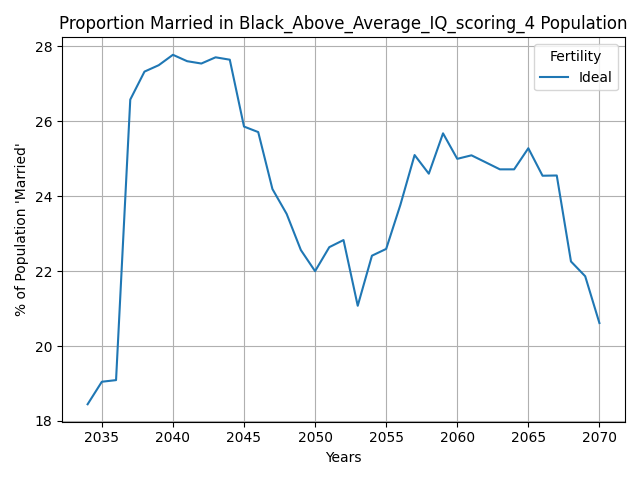 Proportion Married in Black_Above_Average_IQ_scoring_4 Population
28
26
24
22
20
18
% of Population 'Married'
Fertility
Ideal
2035 2040 2045 2050 2055 2060 2065 2070
Years